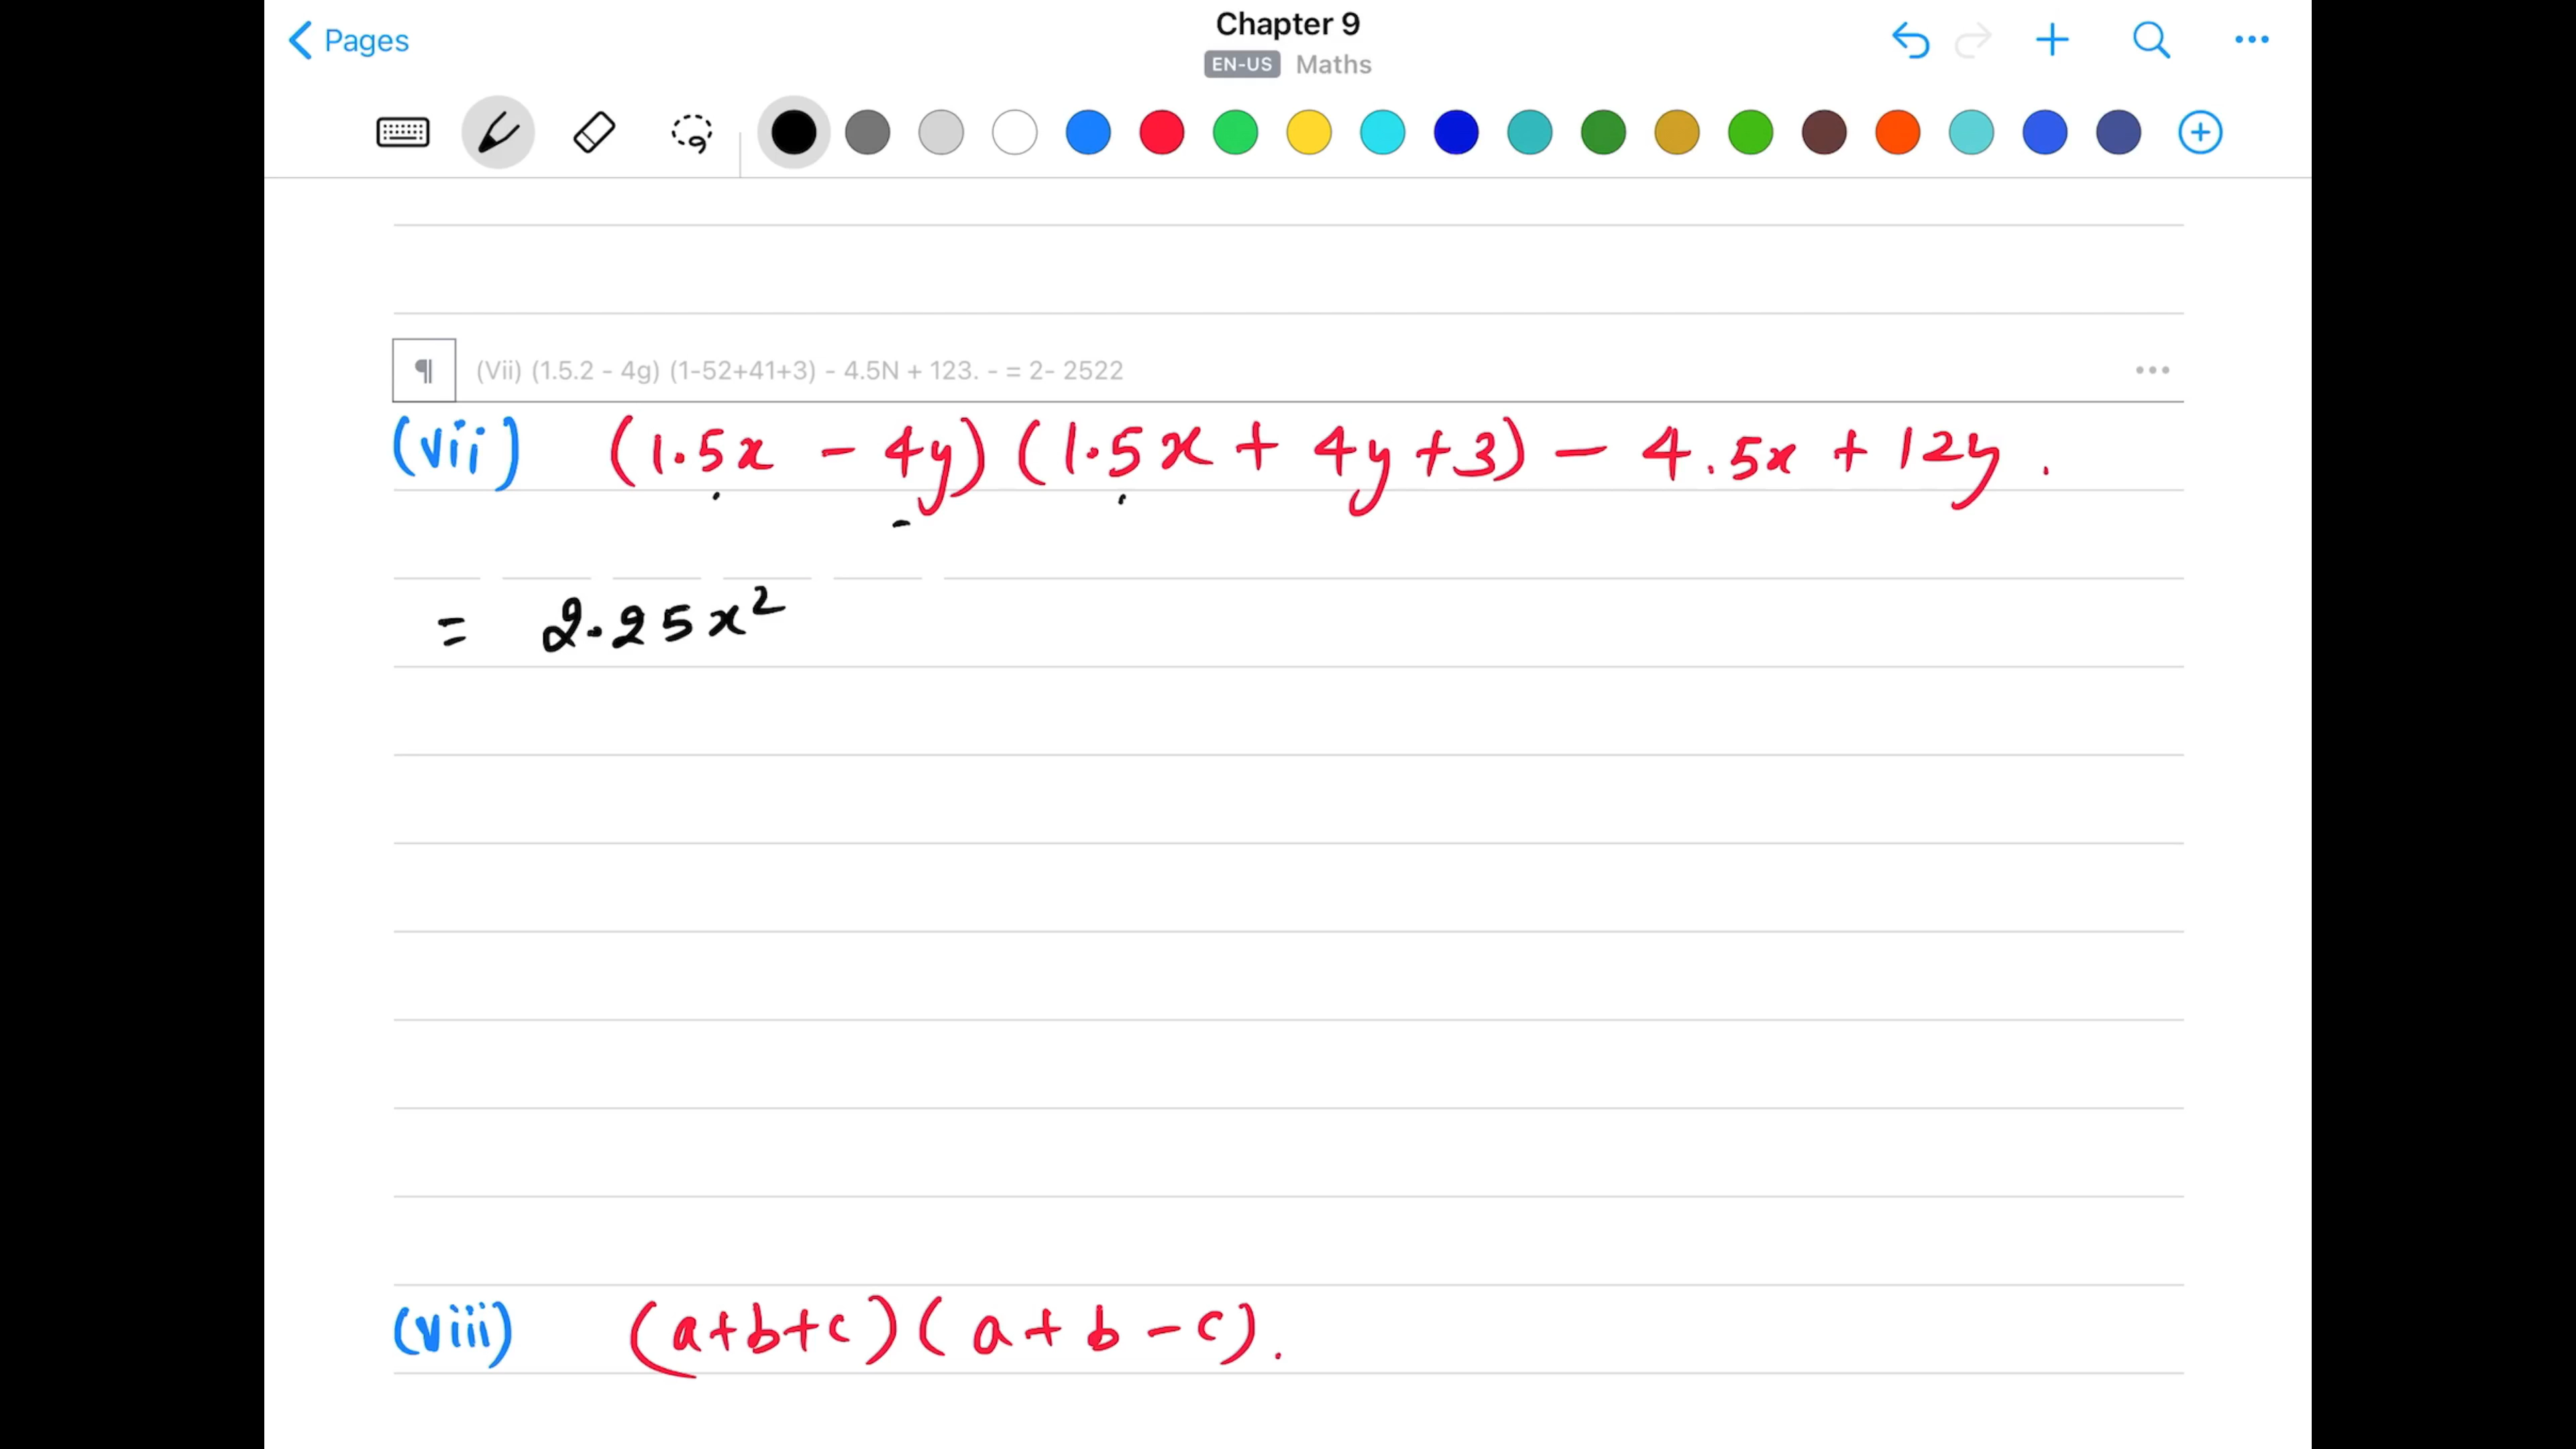 Pages
Chapter 9
EN-US Maths
(Vii) (1.5.2 - 4g) (1-52+41+3) - 4.5N + 123. - = 2- 2522
(vii) (1.5x - 4y) (1.5x + 4y + 3) - 4.5x + 12y.
= 2.25x²
(viii) (a+b+c) (a+b-c).